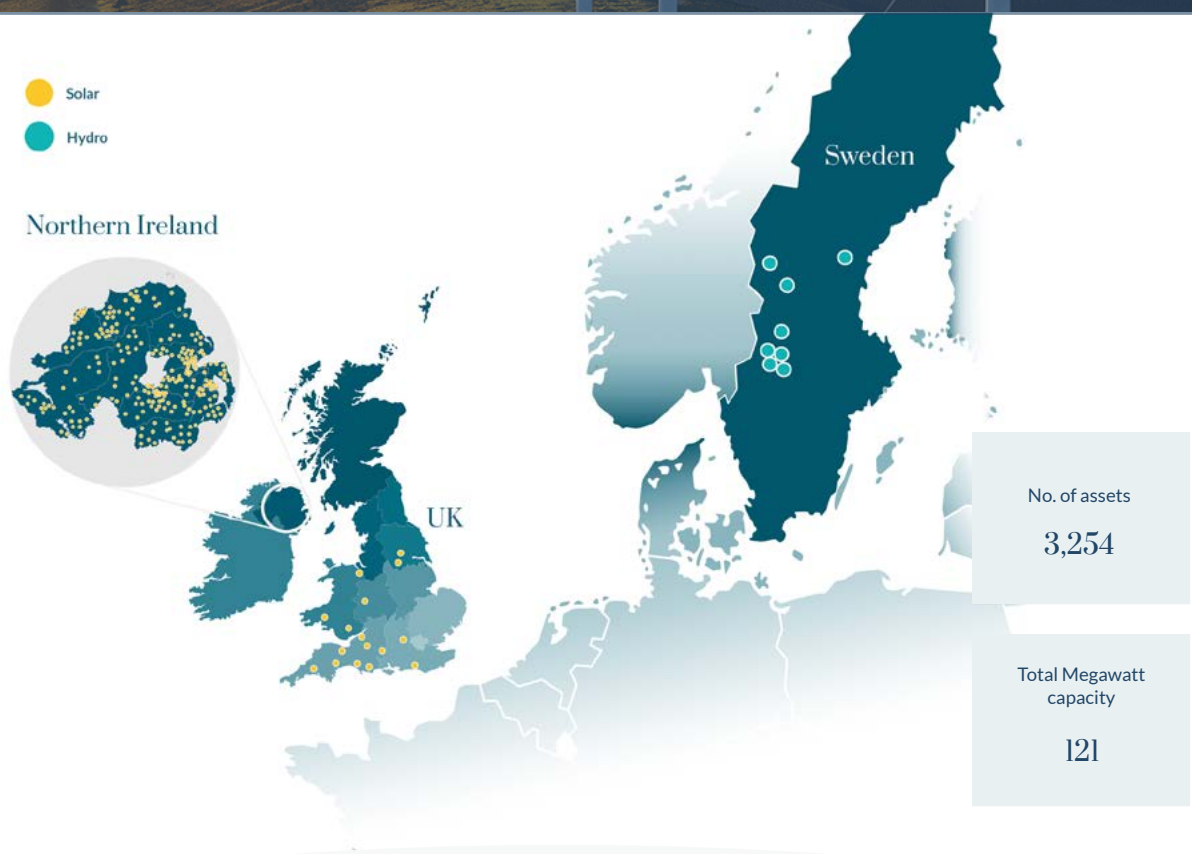 Solar
Hydro
Northern Ireland
Sweden
UK
No. of assets
3,254
Total Megawatt
capacity
121